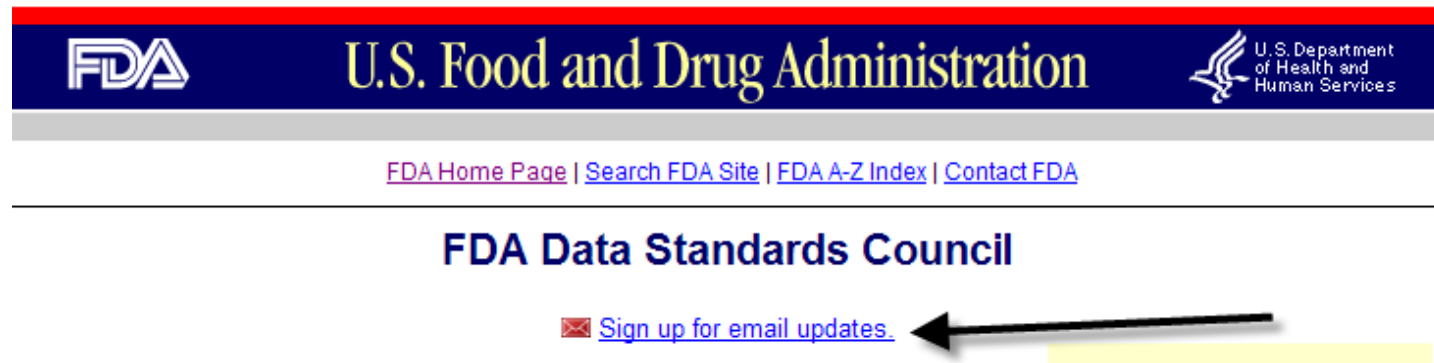 FDA U.S. Food and Drug Administration U.S. Department
of Health and
Human Services
FDA Home Page | Search FDA Site | FDA A-Z Index | Contact FDA
FDA Data Standards Council
Sign up for email updates.